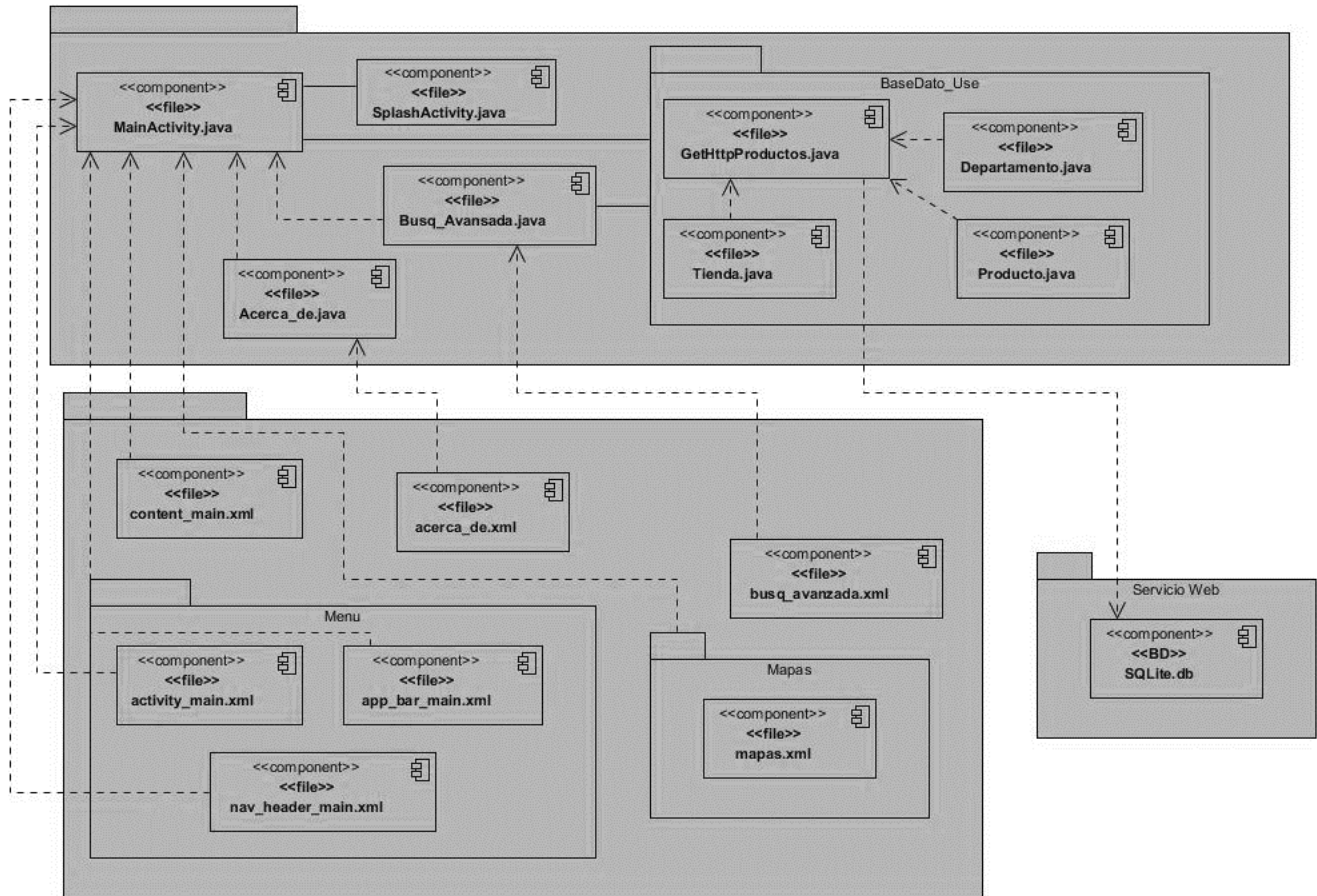 <<component>>
<<file>>
MainActivity.java
<<component>>
<<file>>
SplashActivity.java
<<component>>
<<file>>
Busq_Avansada.java
<<component>>
<<file>>
Acerca_de.java
BaseDato_Use
<<component>>
<<file>>
GetHttpProductos.java
<<component>>
<<file>>
Departamento.java
<<component>>
<<file>>
Tienda.java
<<component>>
<<file>>
Producto.java
<<component>>
<<file>>
content_main.xml
<<component>>
<<file>>
acerca_de.xml
<<component>>
<<file>>
busq_avanzada.xml
Menu
<<component>>
<<file>>
activity_main.xml
<<component>>
<<file>>
app_bar_main.xml
<<component>>
<<file>>
nav_header_main.xml
Mapas
<<component>>
<<file>>
mapas.xml
Servicio Web
<<component>>
<<BD>>
SQLite.db